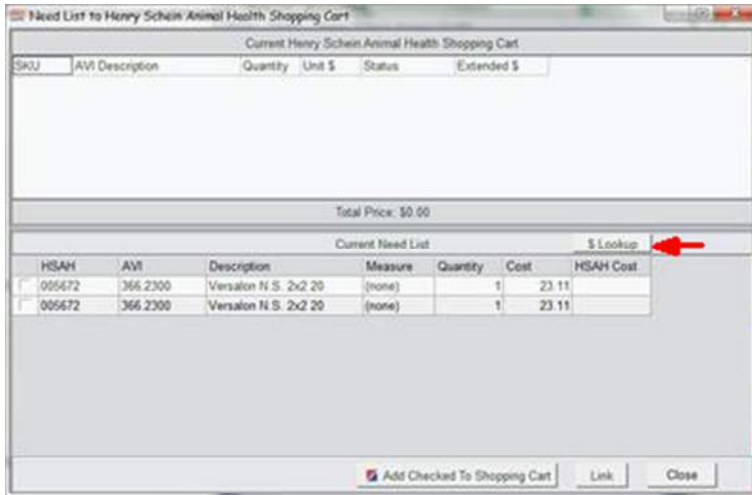 Need List to Henry Schein Animal Health Shopping Cart
Current Henry Schein Animal Health Shopping Cart
SKU AVI Description Quantity Unit $ Status Extended $
Total Price: $0.00
Current Need List $ Lookup
HSAH AVI Description Measure Quantity Cost HSAH Cost
005672 366.2300 Versalon N.S. 2x2 20 (none) 1 23.11
005672 366.2300 Versalon N.S. 2x2 20 (none) 1 23.11
Add Checked To Shopping Cart Link Close